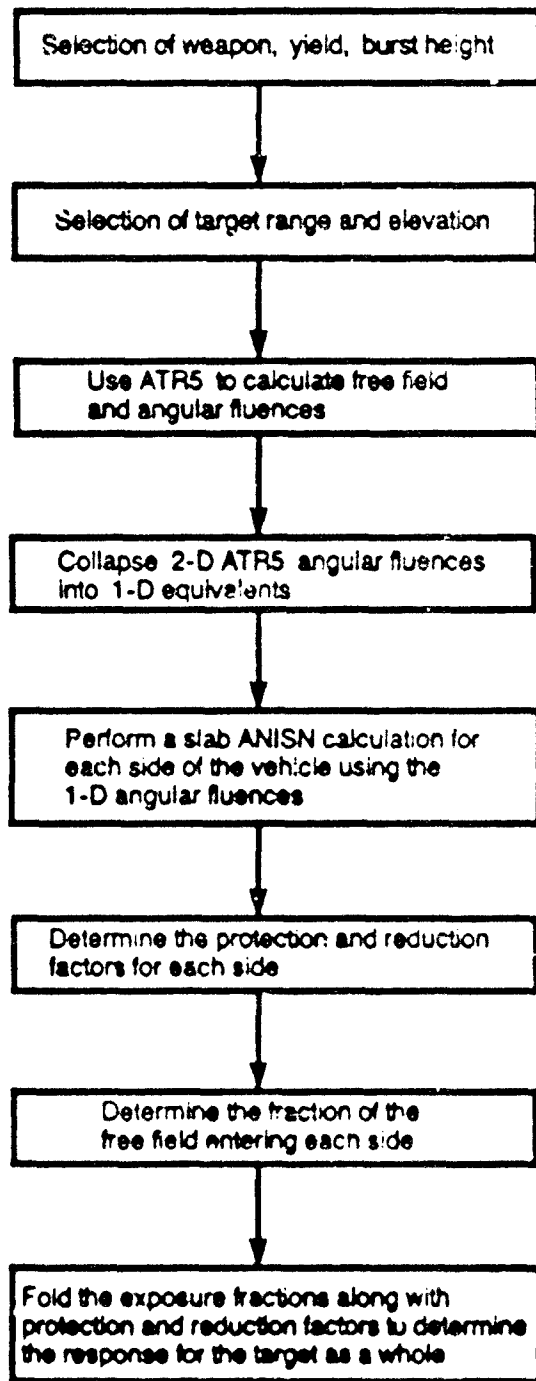 Selection of weapon, yield, burst height
Selection of target range and elevation
Use ATR5 to calculate free field
and angular fluences
Collapse 2-D ATR5 angular fluences
into 1-D equivalents
Perform a slab ANISN calculation for
each side of the vehicle using the
1-D angular fluences
Determine the protection and reduction
factors for each side
Determine the fraction of the
free field entering each side
Fold the exposure fractions along with
protection and reduction factors to determine
the response for the target as a whole